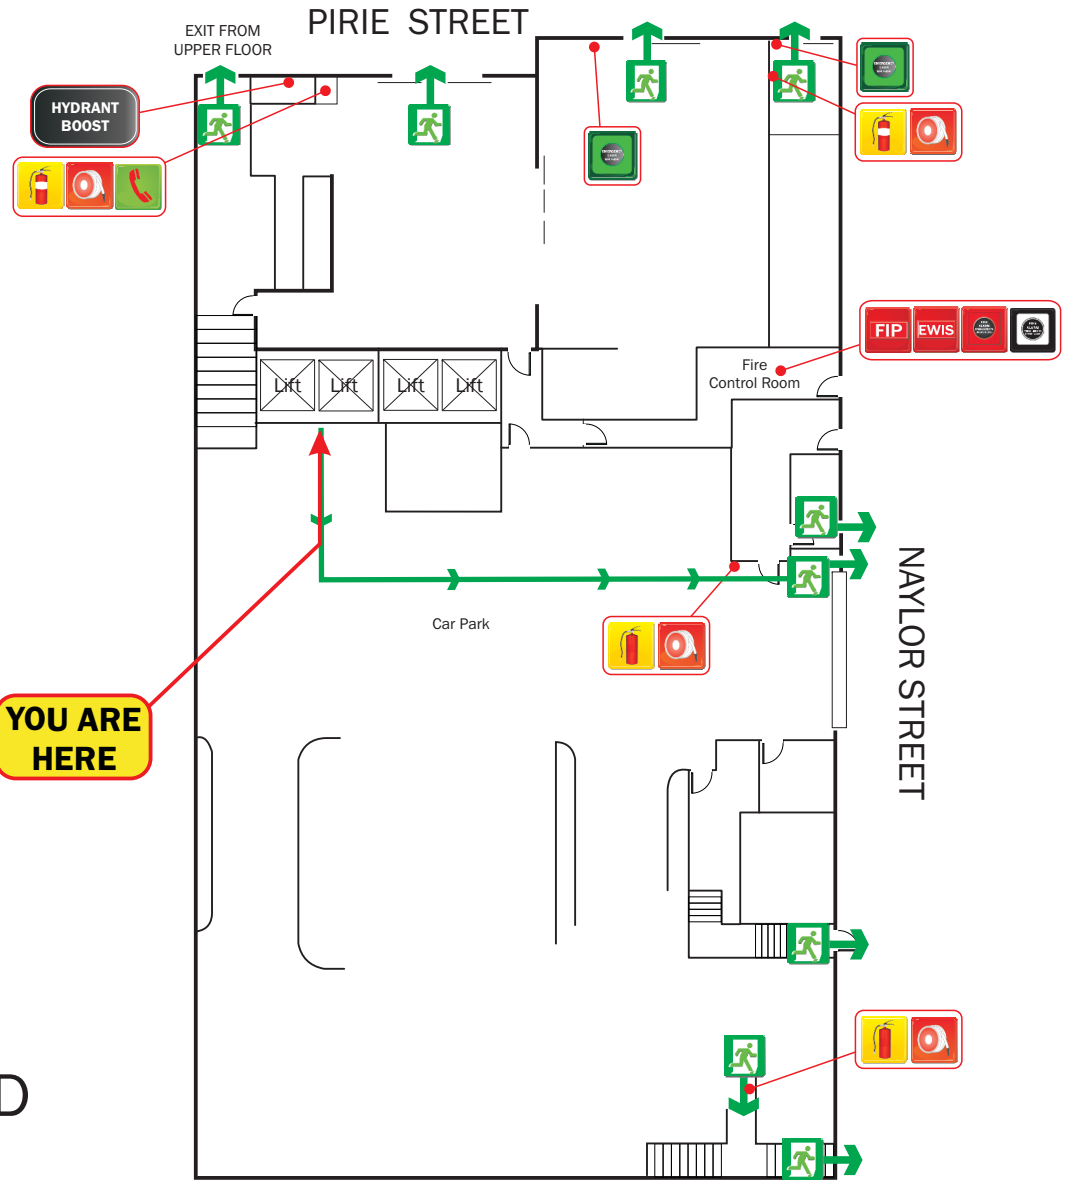 PIRIE STREET
EXIT FROM
UPPER FLOOR
HYDRANT
BOOST
FIP
EWIS
Fire
Control Room
Lift
Lift
Lift
Lift
NAYLOR STREET
Car Park
YOU ARE
HERE
D